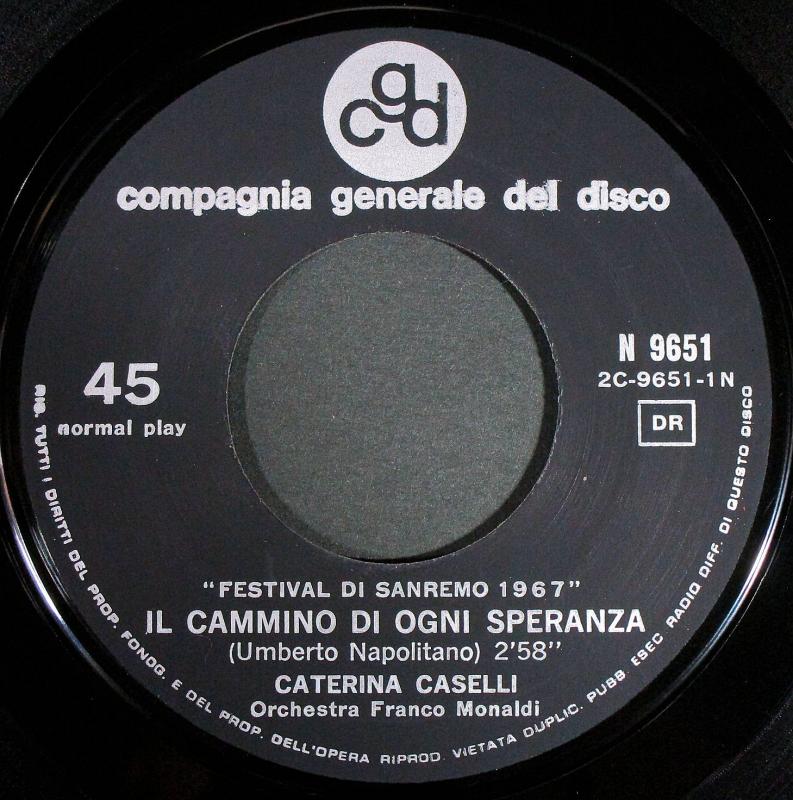 cgd
compagnia generale del disco
45
normal play
N 9651
2C-9651-1N
DR
"FESTIVAL DI SANREMO 1967"
IL CAMMINO DI OGNI SPERANZA
(Umberto Napolitano) 2'58"
CATERINA CASELLI
Orchestra Franco Monaldi
RIS. TUTTI I DIRITTI DEL PROP. FONOG. E DEL PROP. DELL'OPERA RIPROD. VIETATA DUPLIC. PUBB. ESEC RADIO DIFF. DI QUESTO DISCO